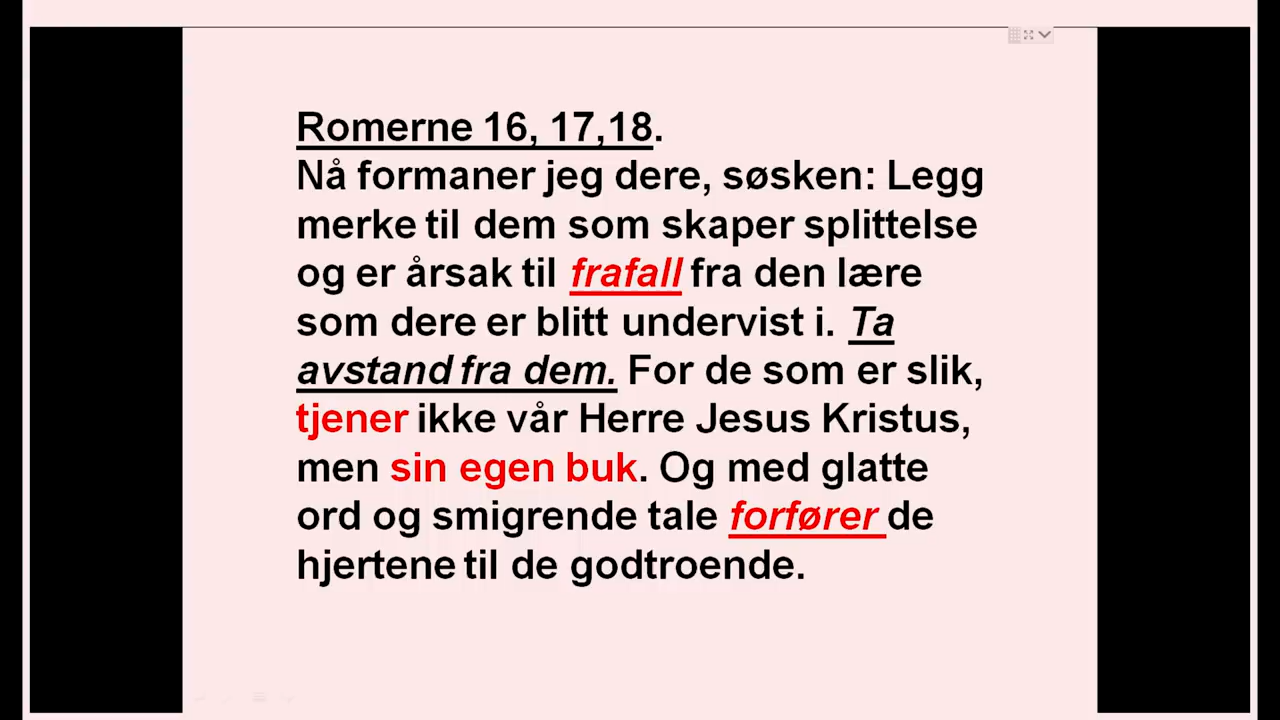 Romerne 16, 17,18.
Nå formaner jeg dere, søsken: Legg
merke til dem som skaper splittelse
og er årsak til frafall fra den lære
som dere er blitt undervist i. Ta
avstand fra dem. For de som er slik,
tjener ikke vår Herre Jesus Kristus,
men sin egen buk. Og med glatte
ord og smigrende tale forfører de
hjertene til de godtroende.